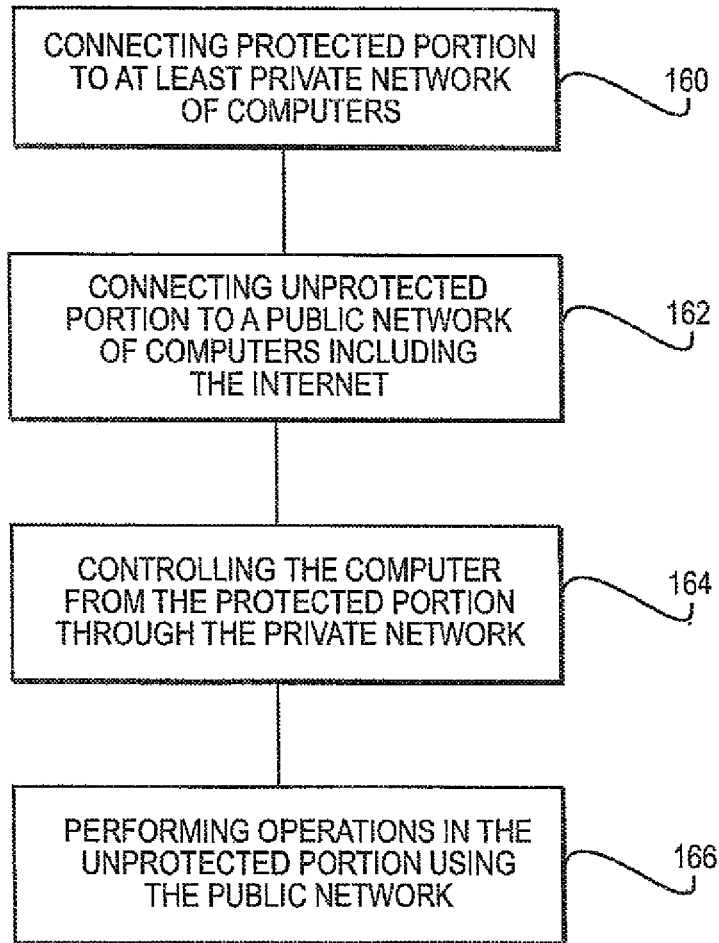 CONNECTING PROTECTED PORTION
TO AT LEAST PRIVATE NETWORK
OF COMPUTERS
160
CONNECTING UNPROTECTED
PORTION TO A PUBLIC NETWORK
OF COMPUTERS INCLUDING
THE INTERNET
162
CONTROLLING THE COMPUTER
FROM THE PROTECTED PORTION
THROUGH THE PRIVATE NETWORK
164
PERFORMING OPERATIONS IN THE
UNPROTECTED PORTION USING
THE PUBLIC NETWORK
166